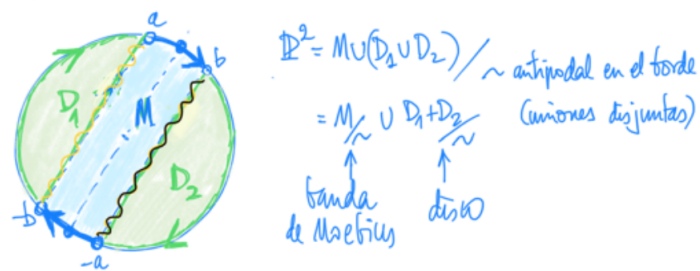 a
b
D₁
M
D₂
-b
-a
ℙ² = M ∪ (D₁ ∪ D₂) / ~ antipodal en el borde
(uniones disjuntas)
= M/~ ∪ D₁+D₂/~
banda
de Moebius
disco